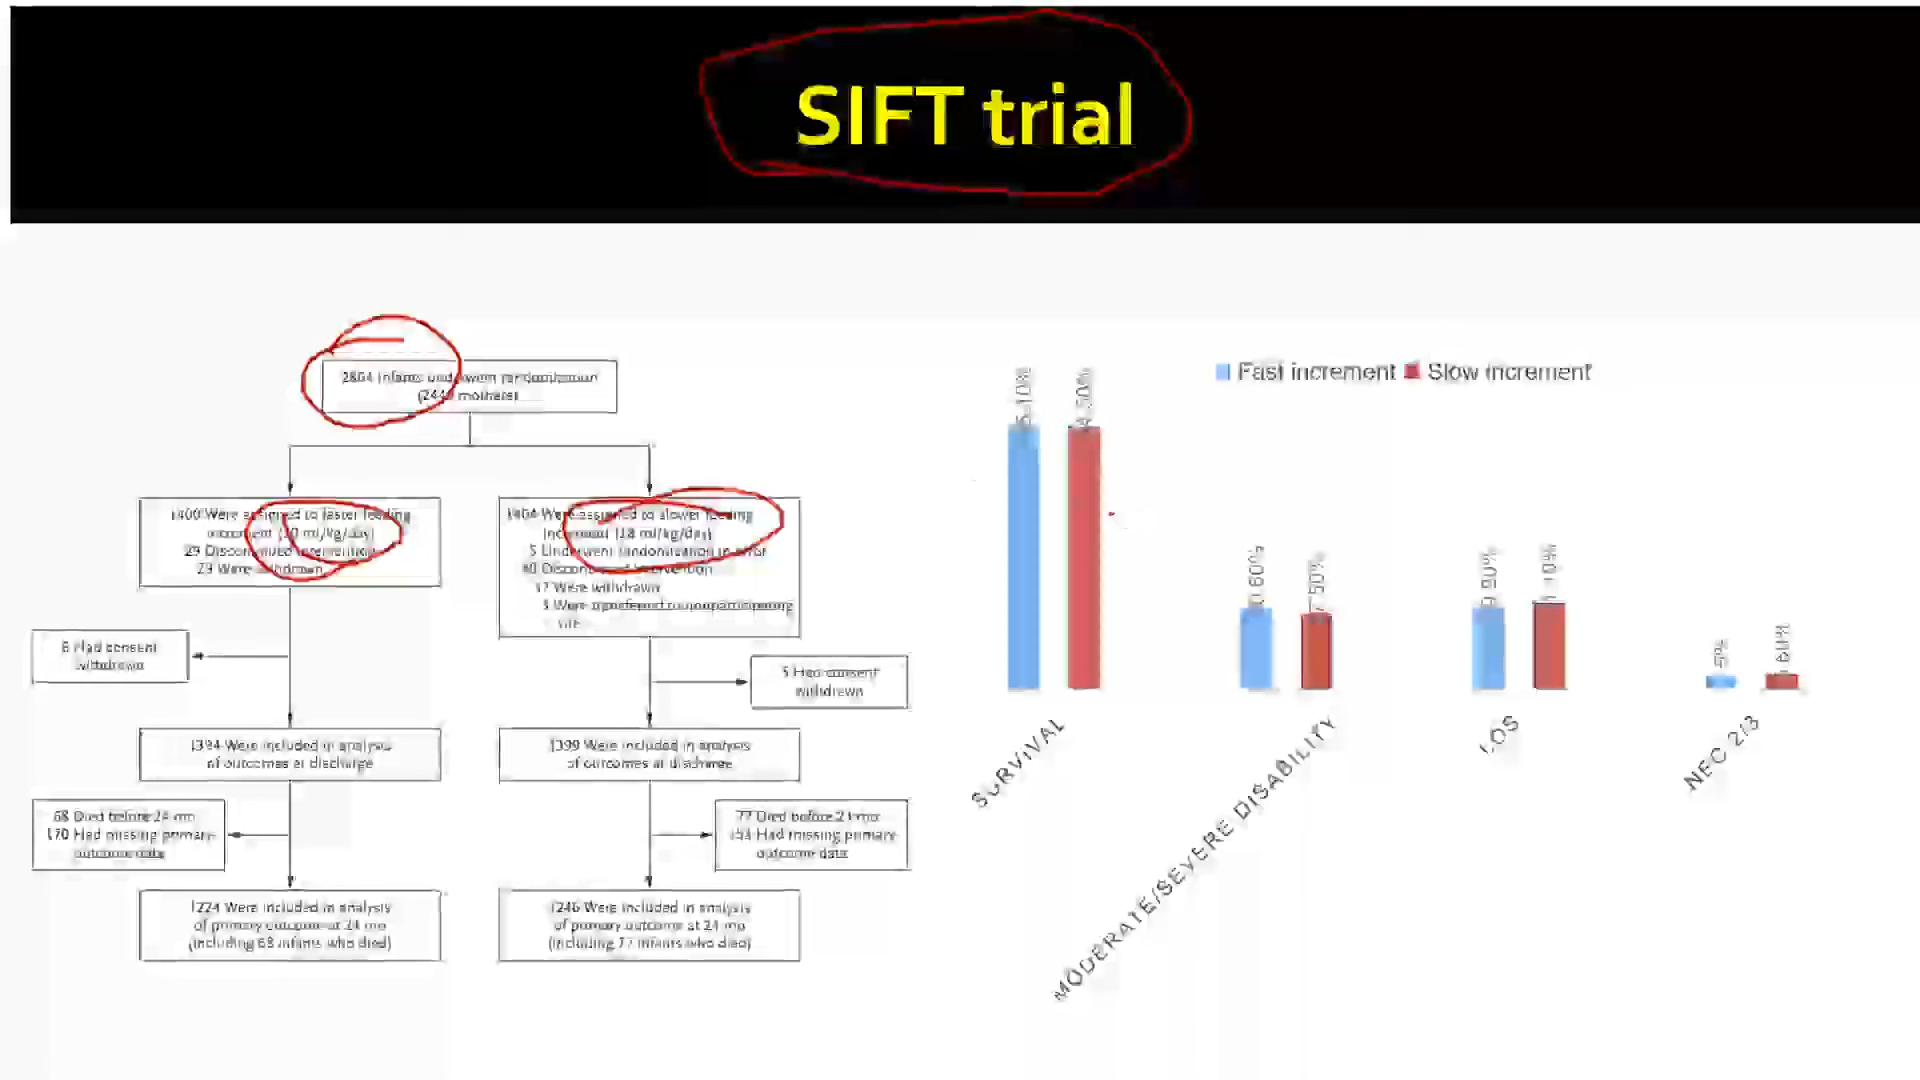 SIFT trial
2804 infants underwent randomization
mothers)
1400 Were assigned to faster feeding
increment (30 ml/kg/day)
29 Discontinued intervention
23 Were withdrawn
1404 Were assigned to slower feeding
increment (18 ml/kg/day)
5 Underwent randomization in error
60 Discontinued intervention
17 Were withdrawn
3 Were transferred to nonparticipating
site
6 Had consent
withdrawn
5 Had consent
withdrawn
1394 Were included in analysis
of outcomes at discharge
1399 Were included in analysis
of outcomes at discharge
68 Died before 24 mo
170 Had missing primary
outcome data
77 Died before 24 mo
153 Had missing primary
outcome data
1224 Were included in analysis
of primary outcome at 24 mo
(including 68 infants who died)
1246 Were included in analysis
of primary outcome at 24 mo
(including 77 infants who died)
Fast increment
Slow increment
SURVIVAL
MODERATE/SEVERE DISABILITY
LOS
NEC 2/3